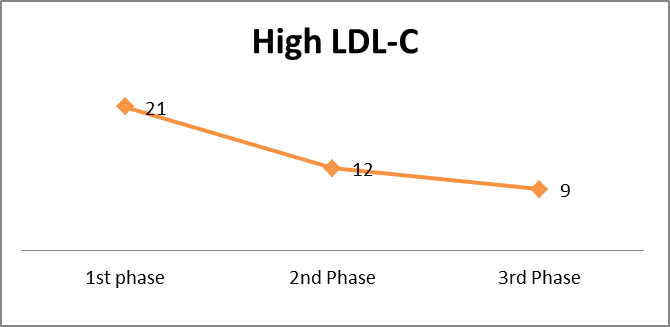 High LDL-C
21
12
9
1st phase
2nd Phase
3rd Phase